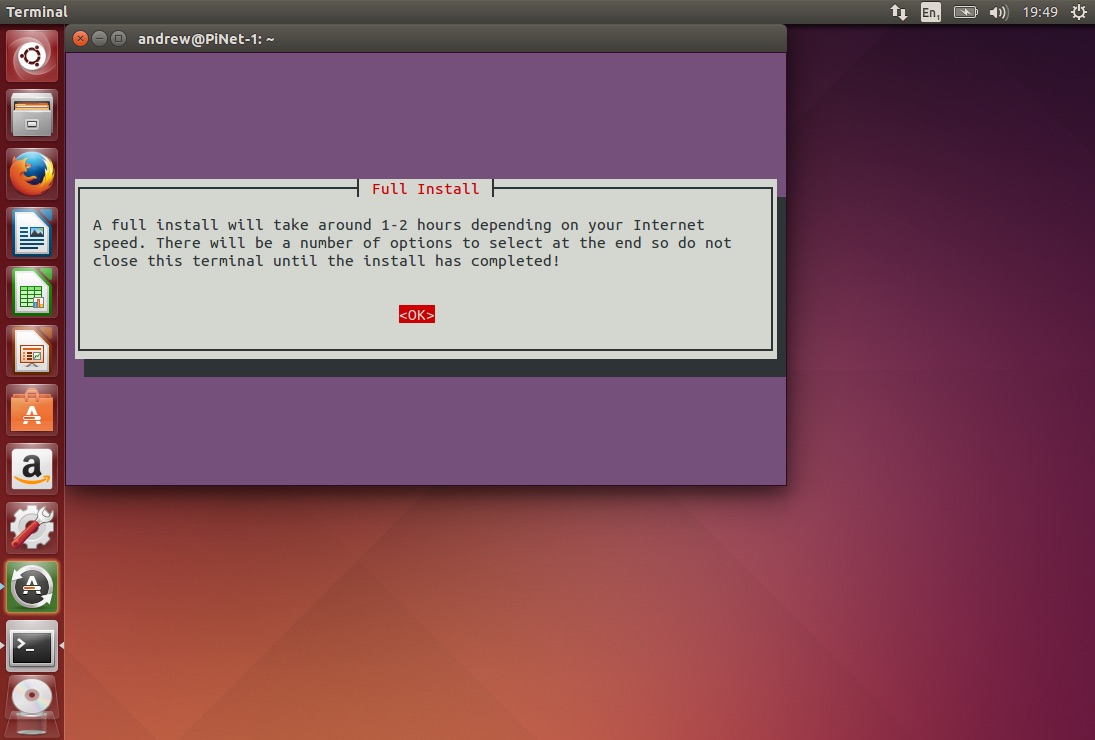 Terminal
En1
19:49
andrew@PiNet-1: ~
Full Install
A full install will take around 1-2 hours depending on your Internet
speed. There will be a number of options to select at the end so do not
close this terminal until the install has completed!
<OK>